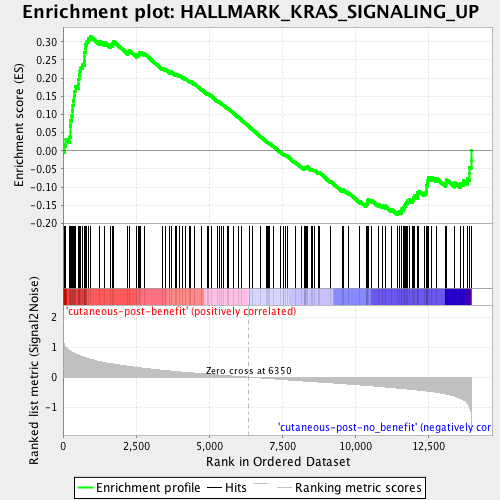 Enrichment plot: HALLMARK_KRAS_SIGNALING_UP
Enrichment score (ES)
0.30
0.25
0.20
0.15
0.10
0.05
0.00
-0.05
-0.10
-0.15
-0.20
'cutaneous-post-benefit' (positively correlated)
Ranked list metric (Signal2Noise)
2
1
0
-1
Zero cross at 6350
'cutaneous-post-no_benefit' (negatively cor
0
2,500
5,000
7,500
10,000
12,500
Rank in Ordered Dataset
Enrichment profile
Hits
Ranking metric scores